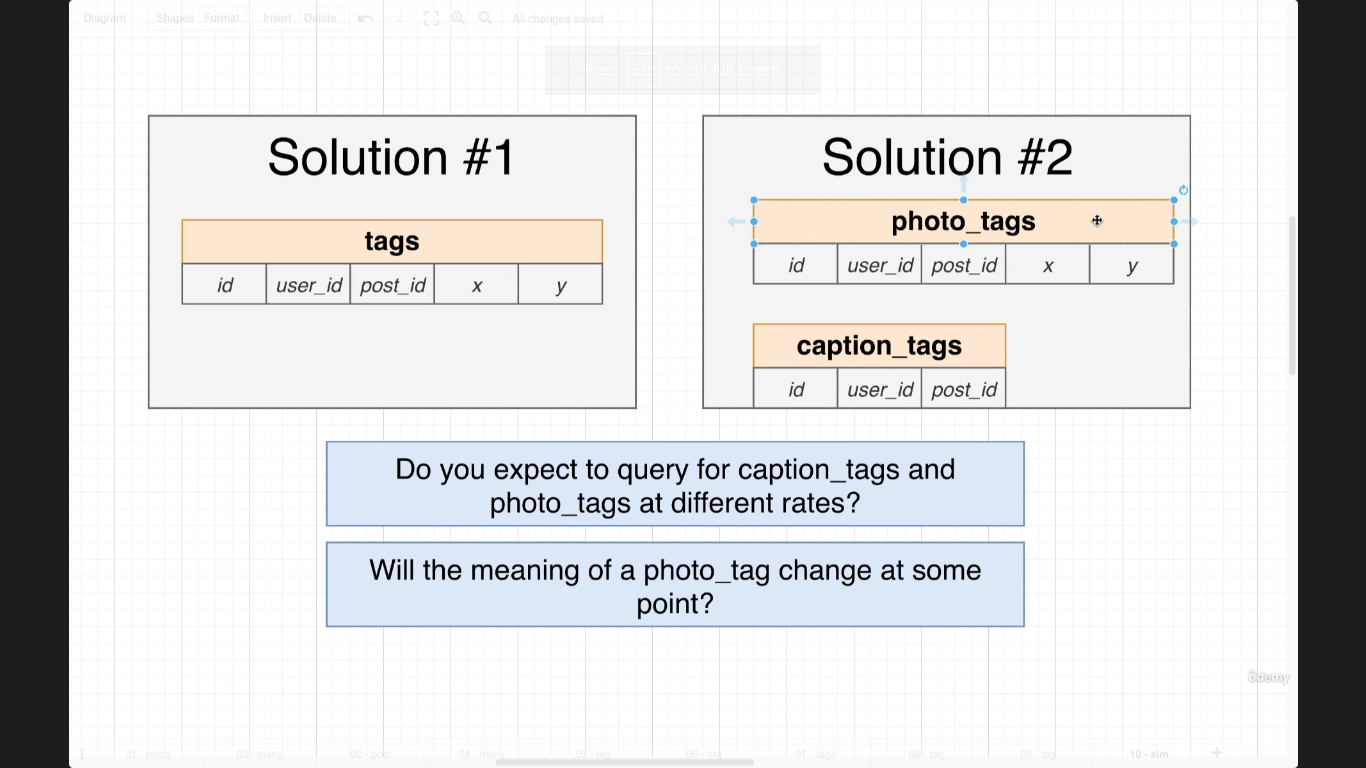 Diagram Shapes Format Insert Delete All changes saved
Press Esc to exit full screen
Solution #1
tags
id user_id post_id x y
Solution #2
photo_tags
id user_id post_id x y
caption_tags
id user_id post_id
Do you expect to query for caption_tags and
photo_tags at different rates?
Will the meaning of a photo_tag change at some
point?
ûdemy
01 - posts 03 - many 02 - post 04 - many 05 - tag 06 - tag 07 - tags 08 - tag 09 - tag 10 - sim